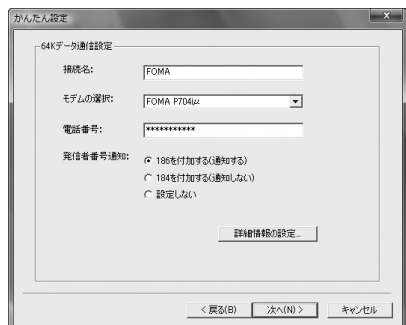 かんたん設定
64Kデータ通信設定
接続名: FOMA
モデムの選択: FOMA P704iμ
電話番号: ***********
発信者番号通知: 186を付加する(通知する)
184を付加する(通知しない)
設定しない
詳細情報の設定...
< 戻る(B) 次へ(N) > キャンセル